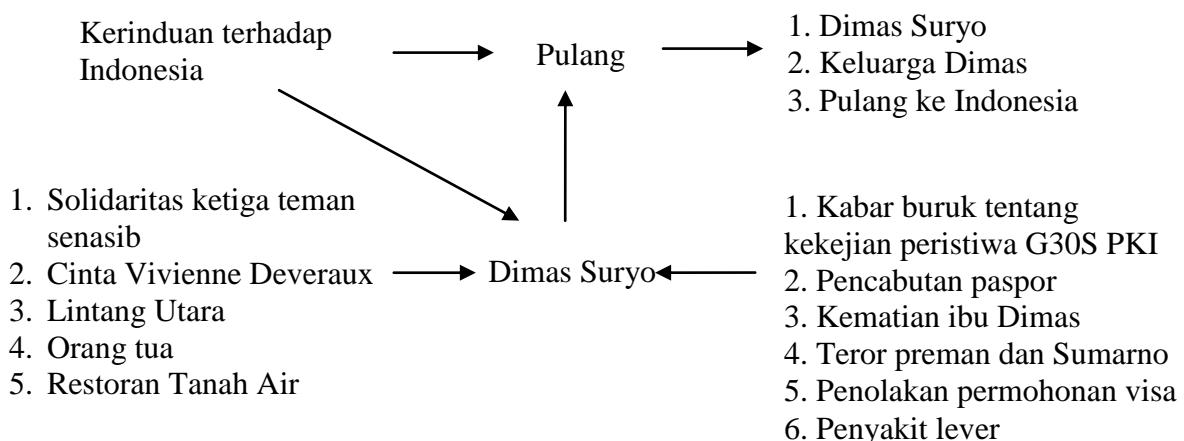 Kerinduan terhadap
Indonesia
Pulang
1. Dimas Suryo
2. Keluarga Dimas
3. Pulang ke Indonesia
1. Solidaritas ketiga teman
senasib
2. Cinta Vivienne Deveraux
3. Lintang Utara
4. Orang tua
5. Restoran Tanah Air
Dimas Suryo
1. Kabar buruk tentang
kekejian peristiwa G30S PKI
2. Pencabutan paspor
3. Kematian ibu Dimas
4. Teror preman dan Sumarno
5. Penolakan permohonan visa
6. Penyakit lever